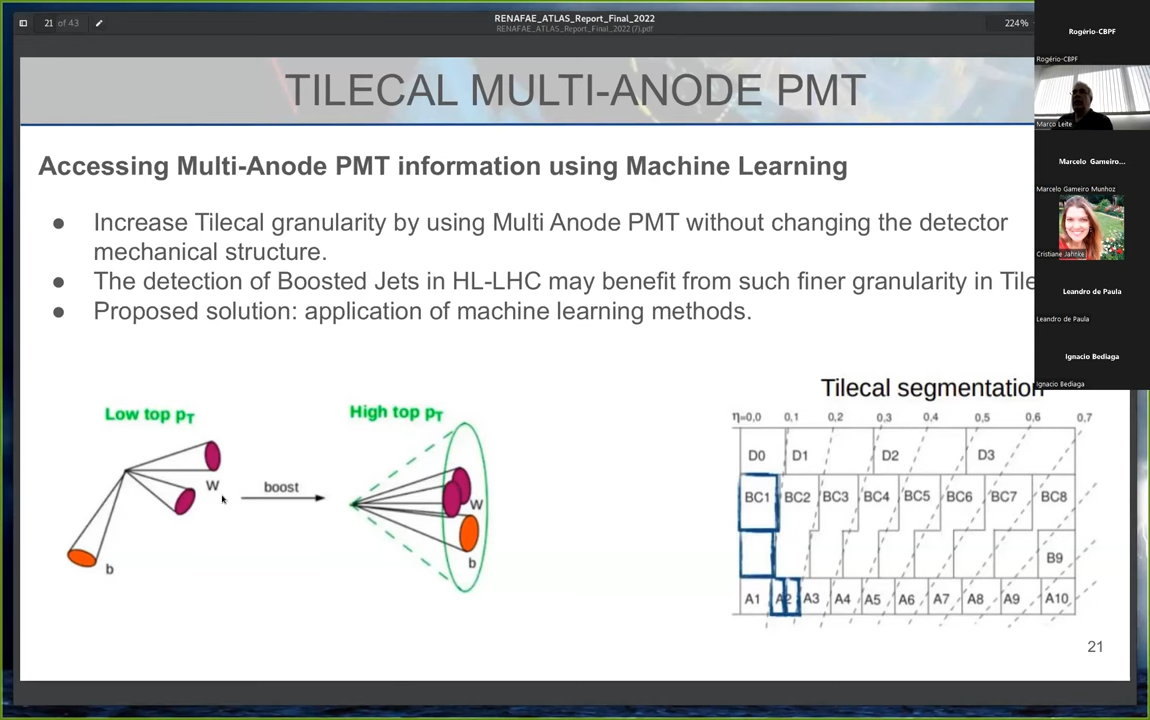 21 of 43
RENAFAE_ATLAS_Report_Final_2022
RENAFAE_ATLAS_Report_Final_2022 (7).pdf
224%
TILECAL MULTI-ANODE PMT
Accessing Multi-Anode PMT information using Machine Learning
● Increase Tilecal granularity by using Multi Anode PMT without changing the detector
mechanical structure.
● The detection of Boosted Jets in HL-LHC may benefit from such finer granularity in Tile
● Proposed solution: application of machine learning methods.
Low top pT
W
b
boost
High top pT
W
b
Tilecal segmentation
η=0,0 0,1 0,2 0,3 0,4 0,5 0,6 0,7
D0 D1 D2 D3
BC1 BC2 BC3 BC4 BC5 BC6 BC7 BC8
B9
A1 A2 A3 A4 A5 A6 A7 A8 A9 A10
21
Rogério-CBPF
Rogério-CBPF
Marco Leite
Marcelo Gameiro...
Marcelo Gameiro Munhoz
Cristiane Jahnke
Leandro de Paula
Leandro de Paula
Ignacio Bediaga
Ignacio Bediaga